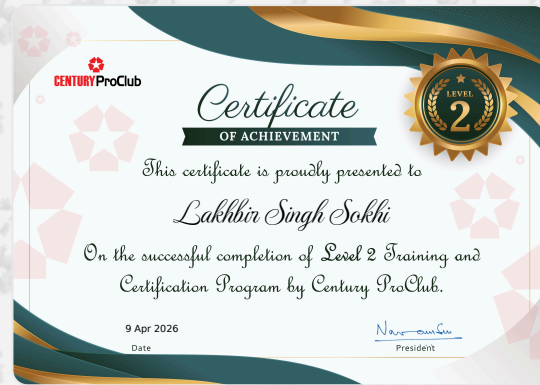 CENTURY ProClub
Certificate
OF ACHIEVEMENT
LEVEL
2
This certificate is proudly presented to
Lakhbir Singh Sokhi
On the successful completion of Level 2 Training and
Certification Program by Century ProClub.
9 Apr 2026
Date
President